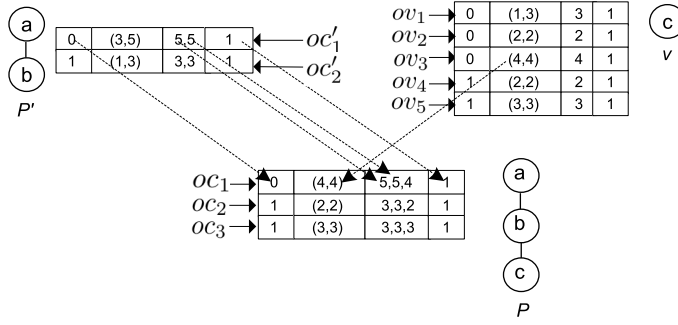 a
b
P'
0 (3,5) 5,5 1 oc'1
1 (1,3) 3,3 1 oc'2
ov1 0 (1,3) 3 1
ov2 0 (2,2) 2 1
ov3 0 (4,4) 4 1
ov4 1 (2,2) 2 1
ov5 1 (3,3) 3 1
c
v
oc1 0 (4,4) 5,5,4 1
oc2 1 (2,2) 3,3,2 1
oc3 1 (3,3) 3,3,3 1
a
b
c
P